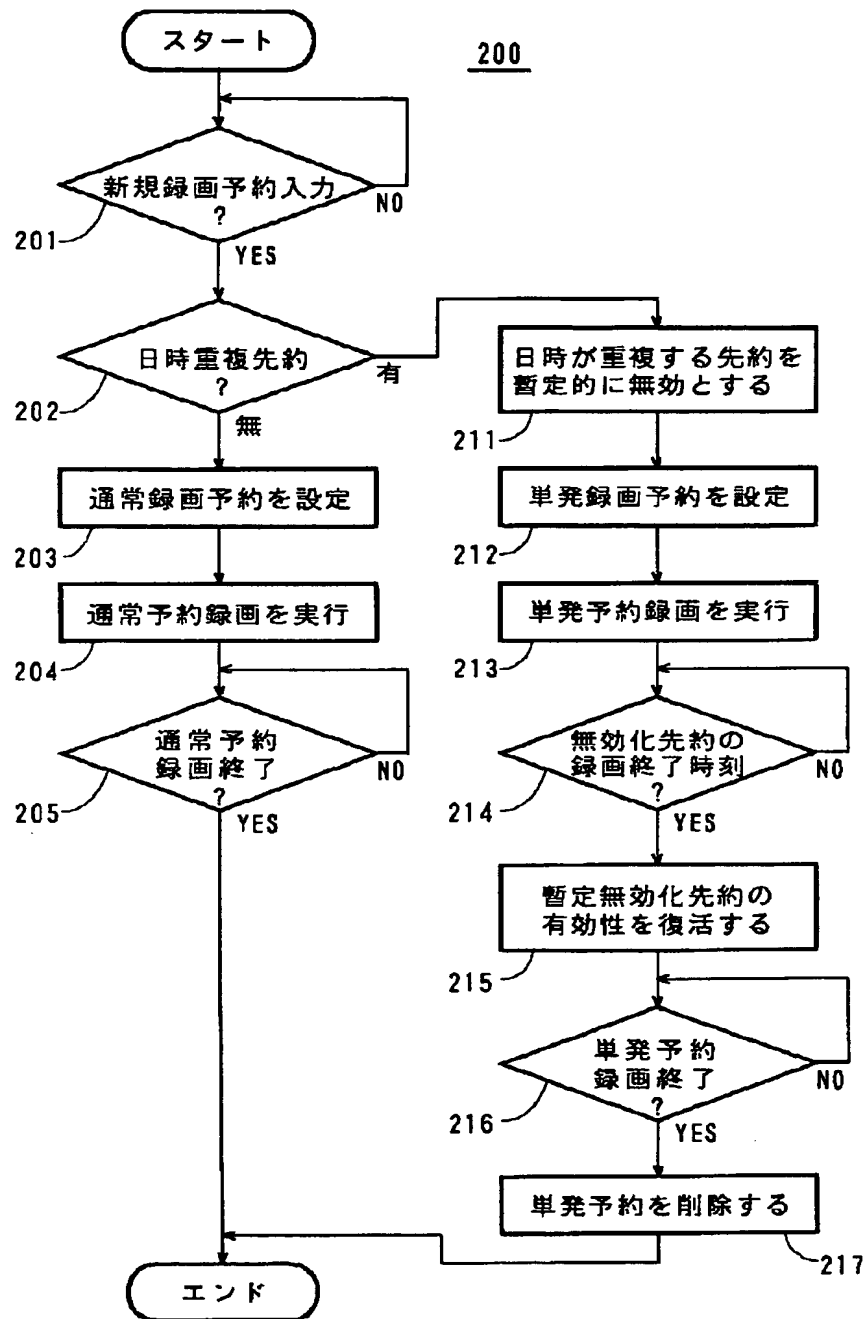 スタート
200
新規録画予約入力
?
NO
201
YES
日時重複先約
?
有
202
無
通常録画予約を設定
203
通常予約録画を実行
204
通常予約
録画終了
?
NO
205
YES
日時が重複する先約を
暫定的に無効とする
211
単発録画予約を設定
212
単発予約録画を実行
213
無効化先約の
録画終了時刻
?
NO
214
YES
暫定無効化先約の
有効性を復活する
215
単発予約
録画終了
?
NO
216
YES
単発予約を削除する
217
エンド